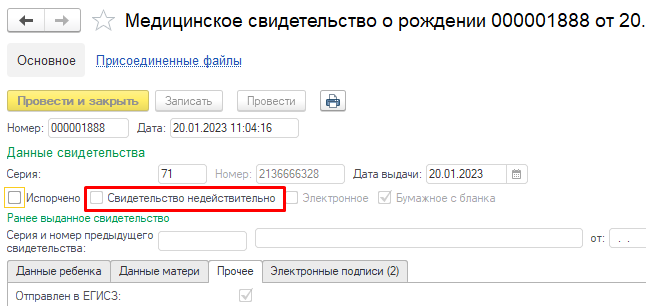 Медицинское свидетельство о рождении 000001888 от 20.
Основное Присоединенные файлы
Провести и закрыть Записать Провести
Номер: 000001888 Дата: 20.01.2023 11:04:16
Данные свидетельства
Серия: 71 Номер: 2136666328 Дата выдачи: 20.01.2023
Испорчено Свидетельство недействительно Электронное Бумажное с бланка
Ранее выданное свидетельство
Серия и номер предыдущего
свидетельства: от: . .
Данные ребенка Данные матери Прочее Электронные подписи (2)
Отправлен в ЕГИСЗ: